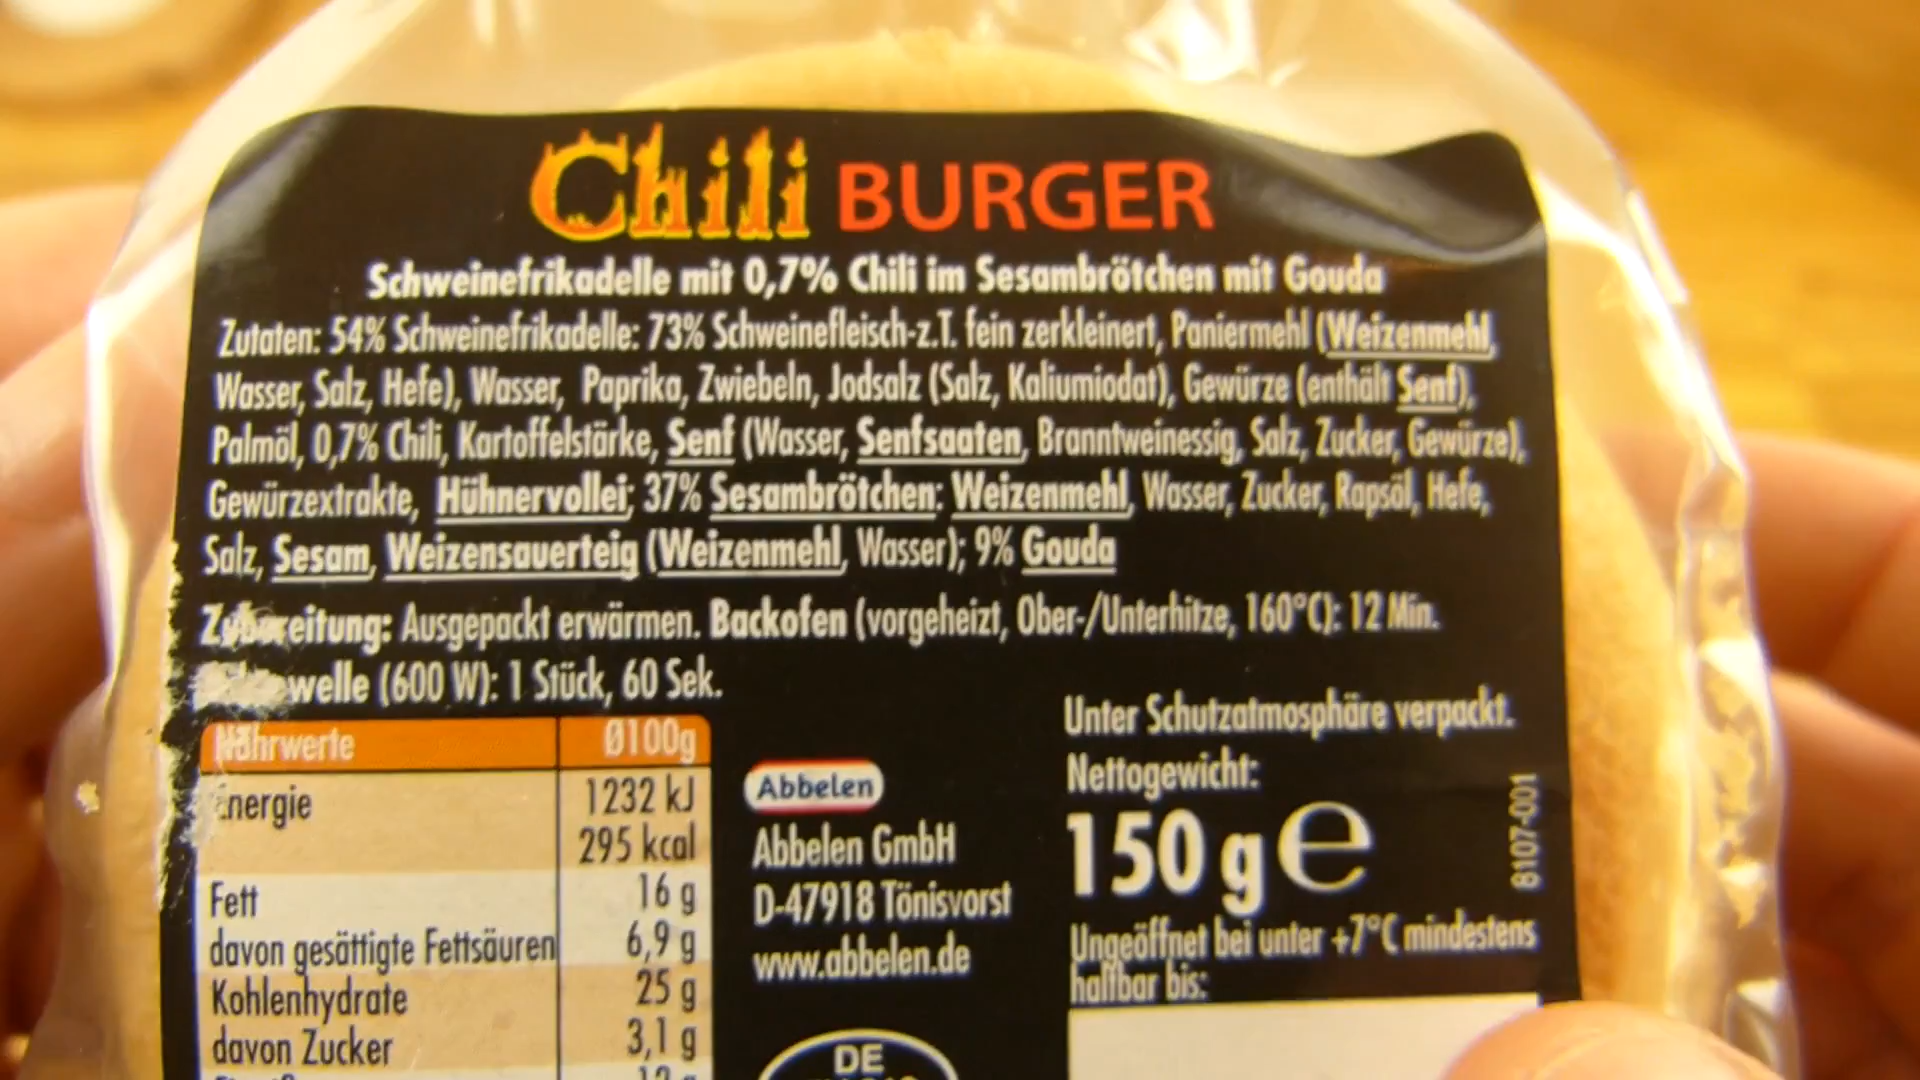 Chili BURGER
Schweinefrikadelle mit 0,7% Chili im Sesambrötchen mit Gouda
Zutaten: 54% Schweinefrikadelle: 73% Schweinefleisch-z.T. fein zerkleinert, Paniermehl (Weizenmehl,
Wasser, Salz, Hefe), Wasser, Paprika, Zwiebeln, Jodsalz (Salz, Kaliumiodat), Gewürze (enthält Senf),
Palmöl, 0,7% Chili, Kartoffelstärke, Senf (Wasser, Senfsaaten, Branntweinessig, Salz, Zucker, Gewürze),
Gewürzextrakte, Hühnervollei; 37% Sesambrötchen: Weizenmehl, Wasser, Zucker, Rapsöl, Hefe,
Salz, Sesam, Weizensauerteig (Weizenmehl, Wasser); 9% Gouda
Zubereitung: Ausgepackt erwärmen. Backofen (vorgeheizt, Ober-/Unterhitze, 160°C): 12 Min.
welle (600 W): 1 Stück, 60 Sek.
Nährwerte Ø100g
Energie 1232 kJ
295 kcal
Fett 16 g
davon gesättigte Fettsäuren 6,9 g
Kohlenhydrate 25 g
davon Zucker 3,1 g
Abbelen
Abbelen GmbH
D-47918 Tönisvorst
www.abbelen.de
DE
Unter Schutzatmosphäre verpackt.
Nettogewicht:
150 g e
Ungeöffnet bei unter +7°C mindestens
haltbar bis:
8107-001